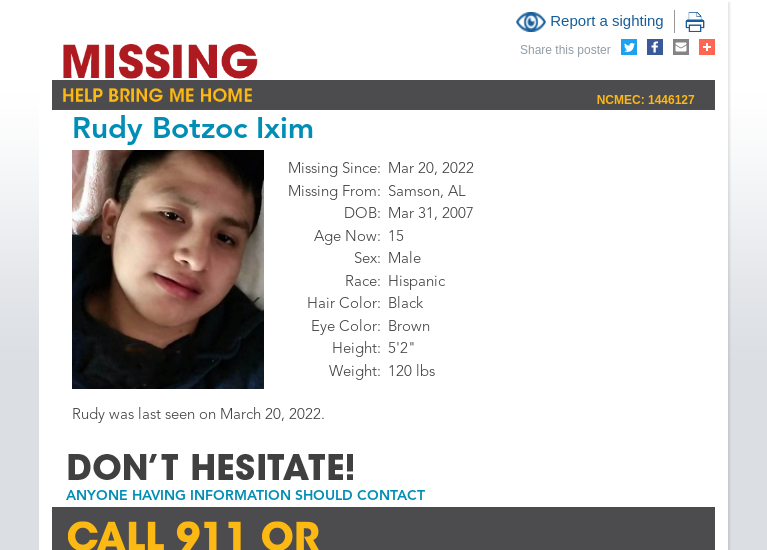 Report a sighting
Share this poster
MISSING
HELP BRING ME HOME
NCMEC: 1446127
Rudy Botzoc Ixim
Missing Since: Mar 20, 2022
Missing From: Samson, AL
DOB: Mar 31, 2007
Age Now: 15
Sex: Male
Race: Hispanic
Hair Color: Black
Eye Color: Brown
Height: 5'2"
Weight: 120 lbs
Rudy was last seen on March 20, 2022.
DON'T HESITATE!
ANYONE HAVING INFORMATION SHOULD CONTACT
CALL 911 OR